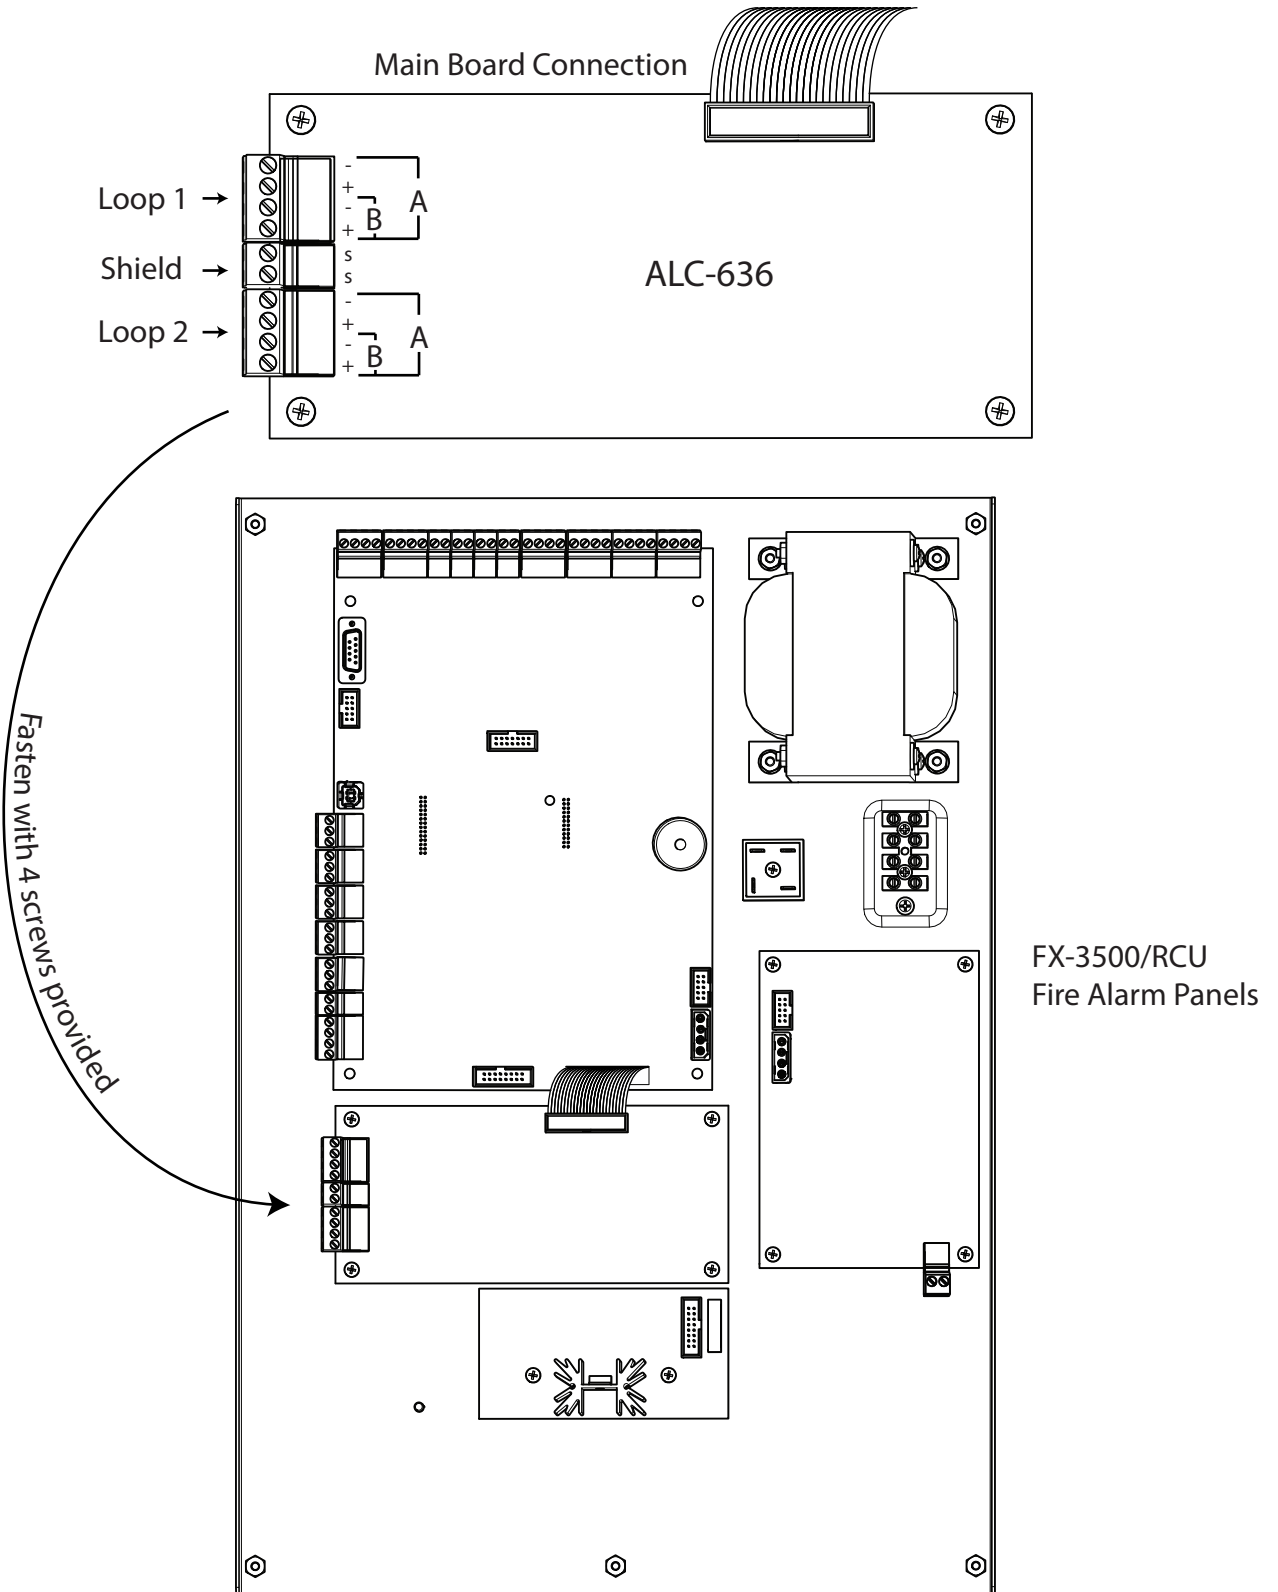 Main Board Connection
Loop 1
-
+
-
+
B
A
Shield
s
s
ALC-636
Loop 2
-
+
-
+
B
A
Fasten with 4 screws provided
FX-3500/RCU
Fire Alarm Panels